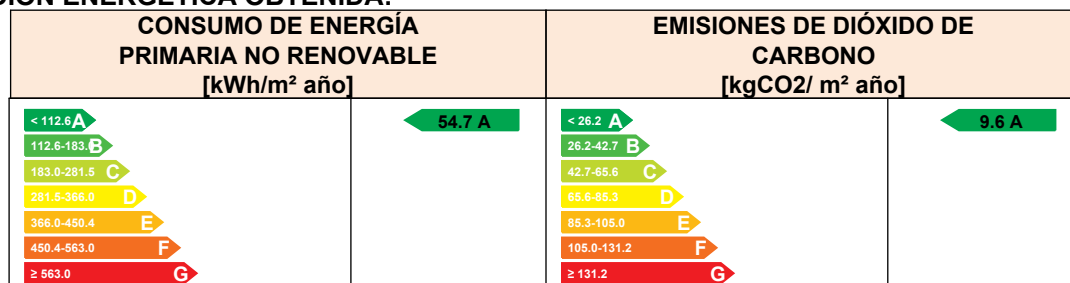 CONSUMO DE ENERGÍA
PRIMARIA NO RENOVABLE
[kWh/m² año]
EMISIONES DE DIÓXIDO DE
CARBONO
[kgCO2/ m² año]
< 112.6 A
112.6-183.0 B
183.0-281.5 C
281.5-366.0 D
366.0-450.4 E
450.4-563.0 F
≥ 563.0 G
54.7 A
< 26.2 A
26.2-42.7 B
42.7-65.6 C
65.6-85.3 D
85.3-105.0 E
105.0-131.2 F
≥ 131.2 G
9.6 A